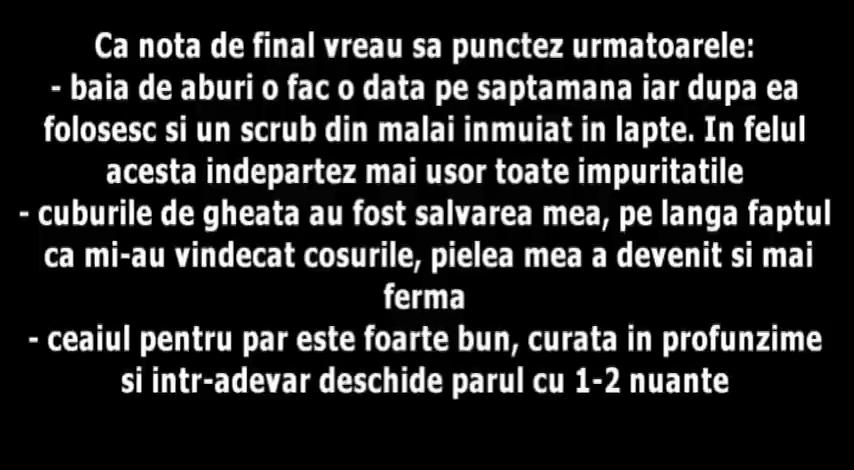 Ca nota de final vreau sa punctez urmatoarele:
- baia de aburi o fac o data pe saptamana iar dupa ea
folosesc si un scrub din malai inmuiat in lapte. In felul
acesta indepartez mai usor toate impuritatile
- cuburile de gheata au fost salvarea mea, pe langa faptul
ca mi-au vindecat cosurile, pielea mea a devenit si mai
ferma
- ceaiul pentru par este foarte bun, curata in profunzime
si intr-adevar deschide parul cu 1-2 nuante